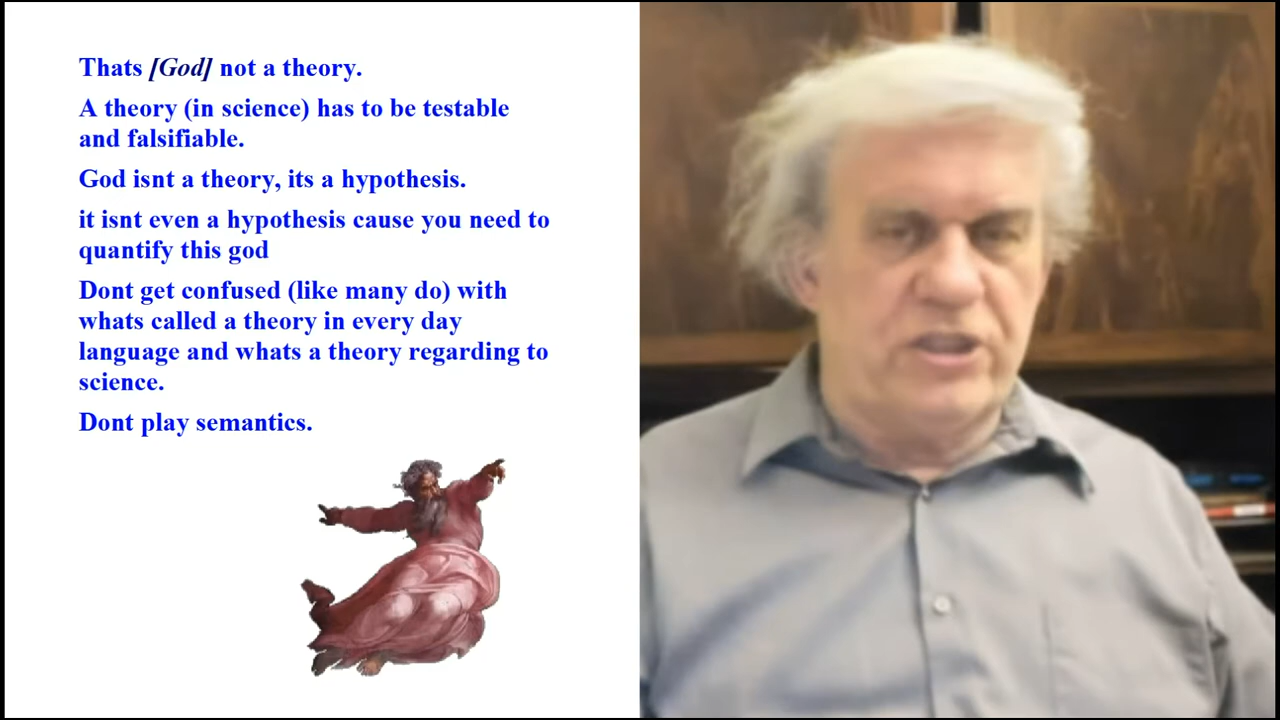 Thats [God] not a theory.
A theory (in science) has to be testable
and falsifiable.
God isnt a theory, its a hypothesis.
it isnt even a hypothesis cause you need to
quantify this god
Dont get confused (like many do) with
whats called a theory in every day
language and whats a theory regarding to
science.
Dont play semantics.